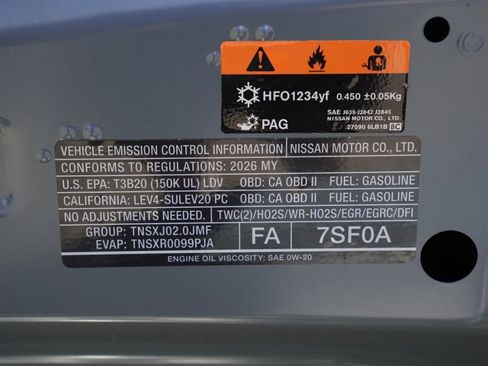 HFO1234yf 0.450 ±0.05Kg
SAE J639 J2842 J2845
NISSAN MOTOR CO., LTD.
PAG
27090 6LB1B BC
VEHICLE EMISSION CONTROL INFORMATION NISSAN MOTOR CO., LTD.
CONFORMS TO REGULATIONS: 2026 MY
U.S. EPA: T3B20 (150K UL) LDV OBD: CA OBD II FUEL: GASOLINE
CALIFORNIA: LEV4-SULEV20 PC OBD: CA OBD II FUEL: GASOLINE
NO ADJUSTMENTS NEEDED. TWC(2)/HO2S/WR-HO2S/EGR/EGRC/DFI
GROUP: TNSXJ02.0JMF
EVAP: TNSXR0099PJA
FA 7SF0A
ENGINE OIL VISCOSITY: SAE 0W-20